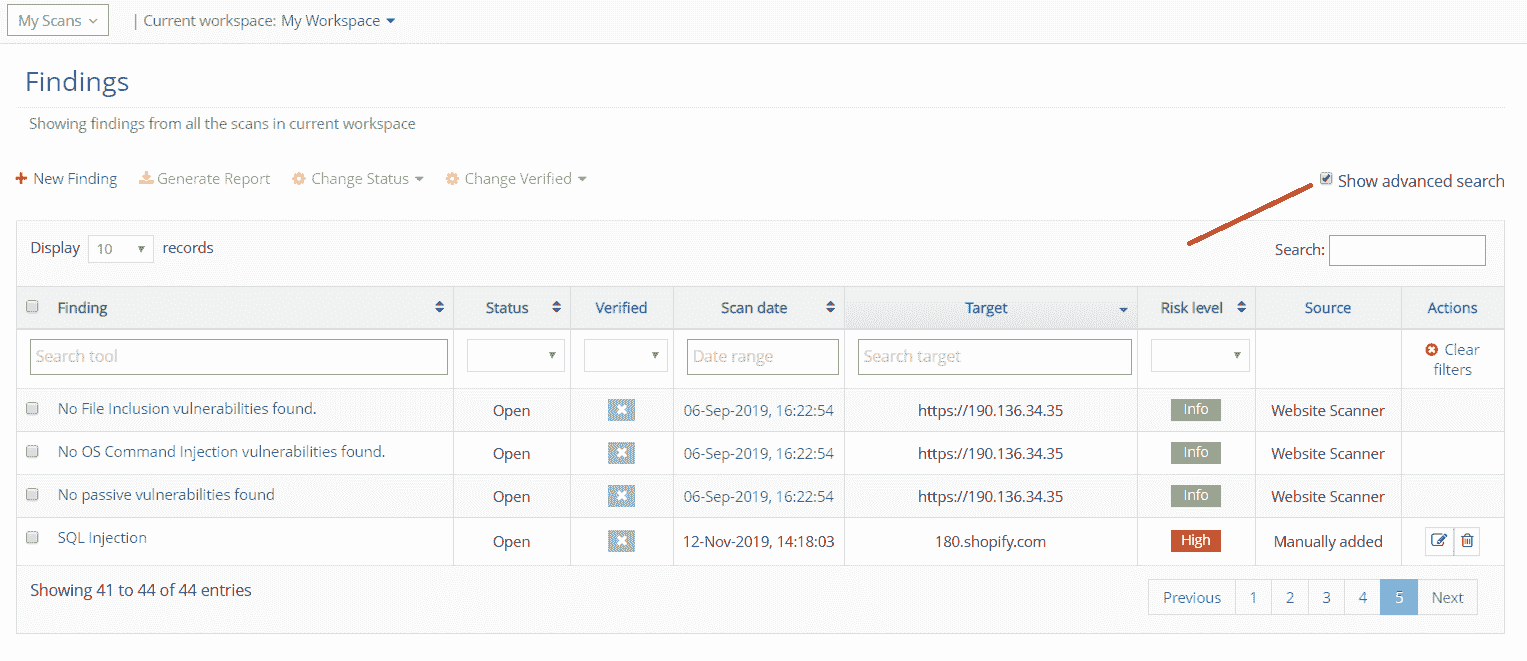 My Scans | Current workspace: My Workspace
Findings
Showing findings from all the scans in current workspace
New Finding Generate Report Change Status Change Verified Show advanced search
Display 10 records Search:
Finding Status Verified Scan date Target Risk level Source Actions
Search tool Date range Search target Clear filters
No File Inclusion vulnerabilities found. Open 06-Sep-2019, 16:22:54 https://190.136.34.35 Info Website Scanner
No OS Command Injection vulnerabilities found. Open 06-Sep-2019, 16:22:54 https://190.136.34.35 Info Website Scanner
No passive vulnerabilities found Open 06-Sep-2019, 16:22:54 https://190.136.34.35 Info Website Scanner
SQL Injection Open 12-Nov-2019, 14:18:03 180.shopify.com High Manually added
Showing 41 to 44 of 44 entries
Previous 1 2 3 4 5 Next